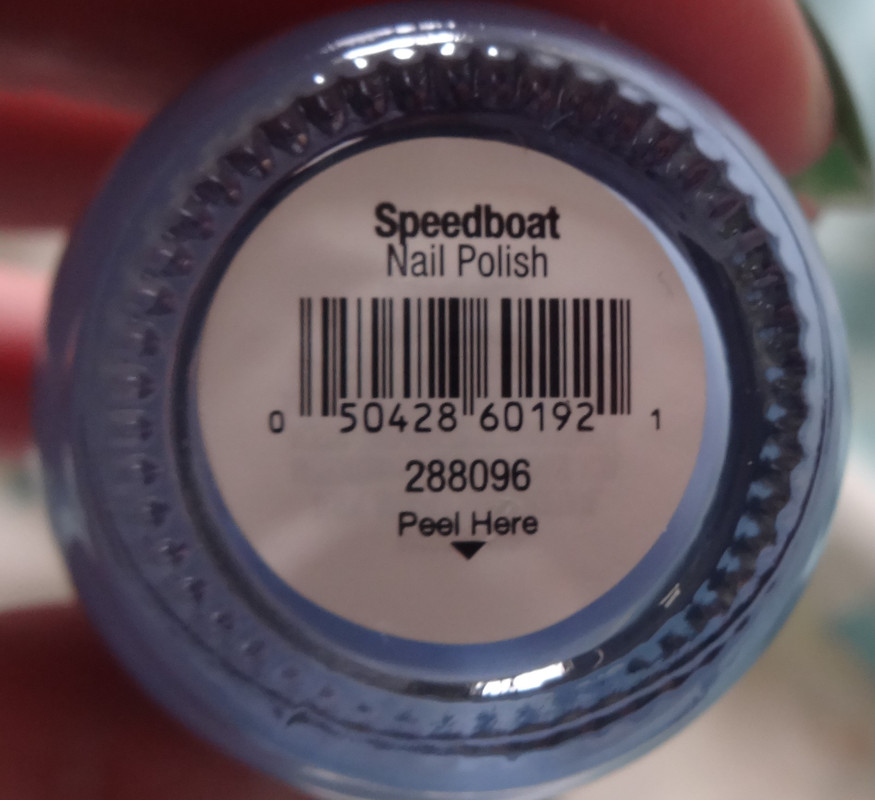 Speedboat
Nail Polish
0 50428 60192 1
288096
Peel Here